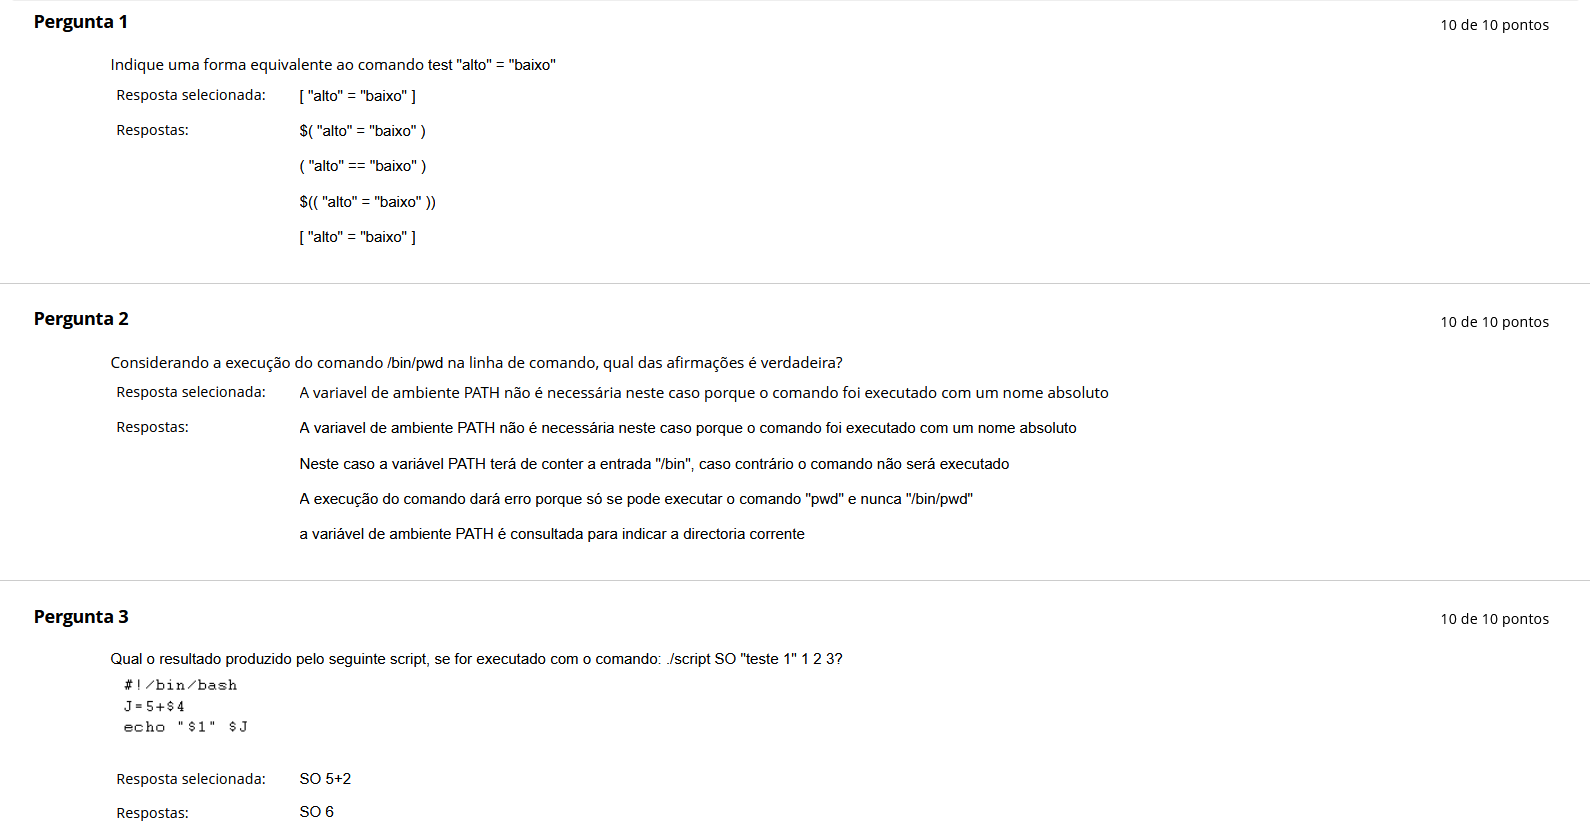 Pergunta 1
10 de 10 pontos
Indique uma forma equivalente ao comando test "alto" = "baixo"
Resposta selecionada: [ "alto" = "baixo" ]
Respostas: $( "alto" = "baixo" )
( "alto" == "baixo" )
$(( "alto" = "baixo" ))
[ "alto" = "baixo" ]
Pergunta 2
10 de 10 pontos
Considerando a execução do comando /bin/pwd na linha de comando, qual das afirmações é verdadeira?
Resposta selecionada: A variavel de ambiente PATH não é necessária neste caso porque o comando foi executado com um nome absoluto
Respostas: A variavel de ambiente PATH não é necessária neste caso porque o comando foi executado com um nome absoluto
Neste caso a variável PATH terá de conter a entrada "/bin", caso contrário o comando não será executado
A execução do comando dará erro porque só se pode executar o comando "pwd" e nunca "/bin/pwd"
a variável de ambiente PATH é consultada para indicar a directoria corrente
Pergunta 3
10 de 10 pontos
Qual o resultado produzido pelo seguinte script, se for executado com o comando: ./script SO "teste 1" 1 2 3?
#!/bin/bash
J=5+$4
echo "$1" $J
Resposta selecionada: SO 5+2
Respostas: SO 6